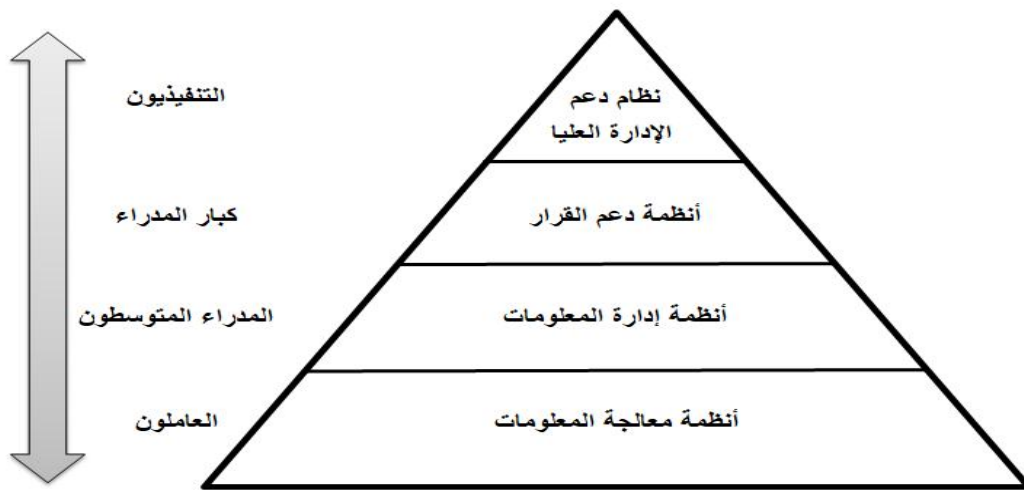 نظام دعم
الإدارة العليا
التنفيذيون
أنظمة دعم القرار
كبار المدراء
أنظمة إدارة المعلومات
المدراء المتوسطون
أنظمة معالجة المعلومات
العاملون